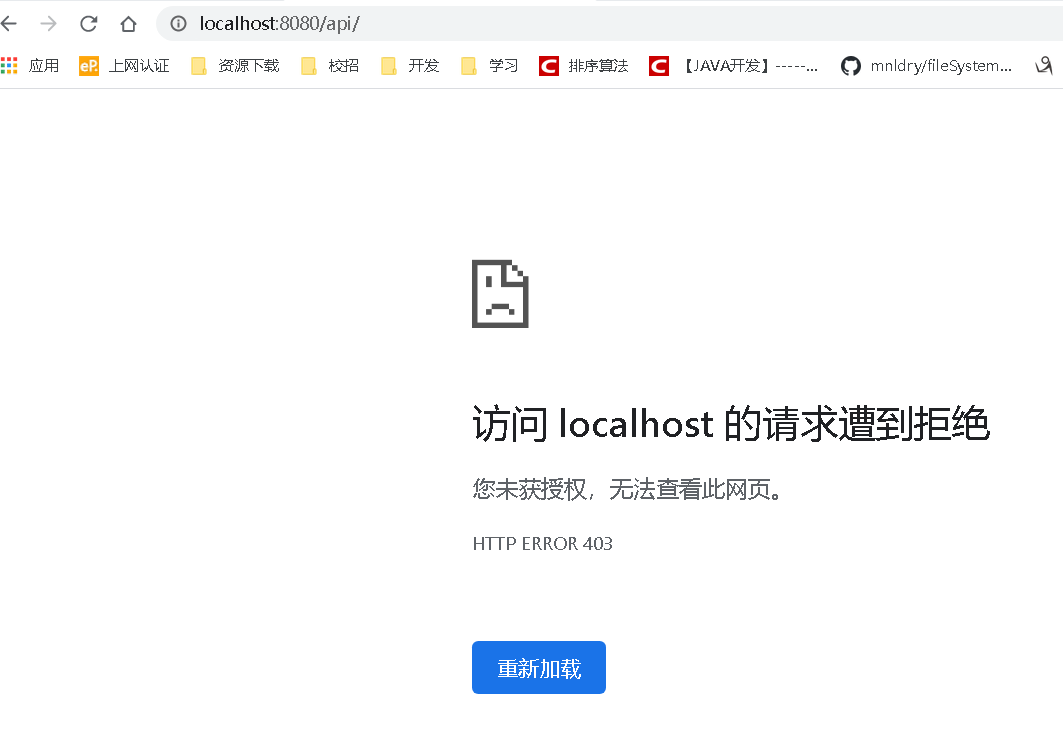 localhost:8080/api/
应用 eP. 上网认证 资源下载 校招 开发 学习 C 排序算法 C 【JAVA开发】-----... mnldry/fileSystem...
访问 localhost 的请求遭到拒绝
您未获授权，无法查看此网页。
HTTP ERROR 403
重新加载